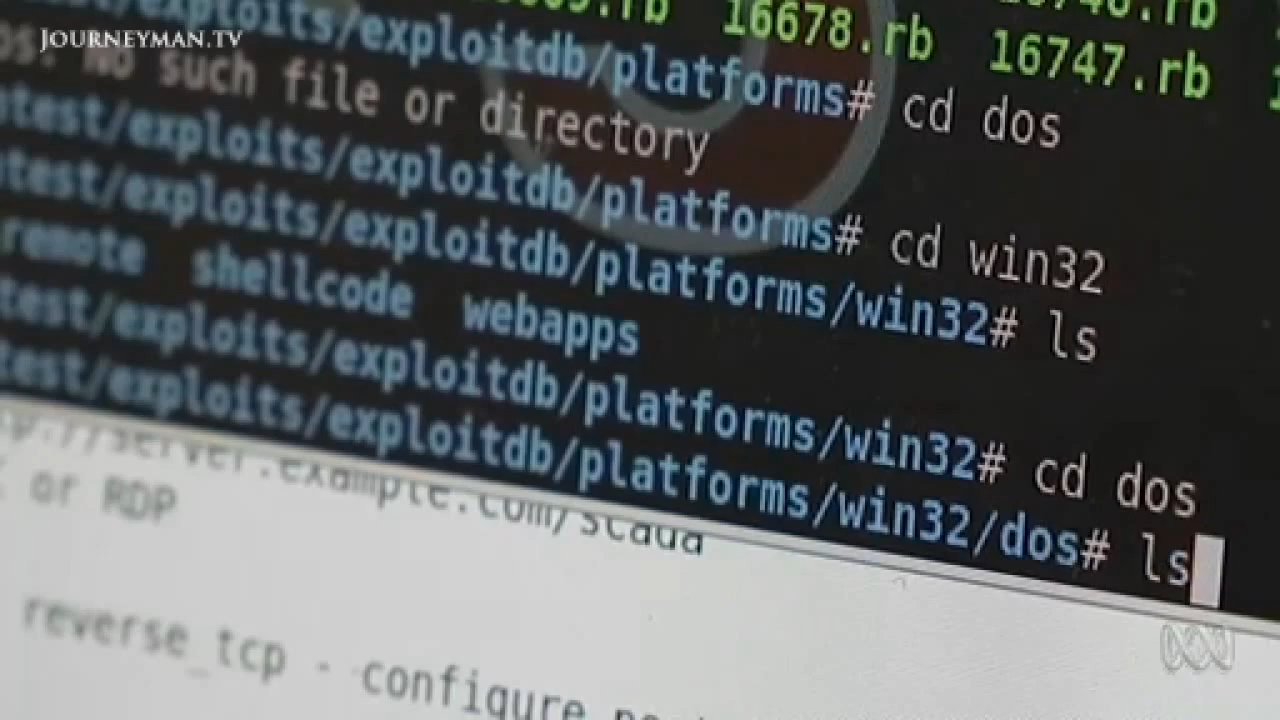 JOURNEYMAN.TV
16678.rb 16747.rb
exploits/exploitdb/platforms# cd dos
No such file or directory
test/exploits/exploitdb/platforms# cd win32
test/exploits/exploitdb/platforms/win32# ls
remote shellcode webapps
test/exploits/exploitdb/platforms/win32# cd dos
test/exploits/exploitdb/platforms/win32/dos# ls
server.example.com/scada
or RDP
reverse_tcp - configure